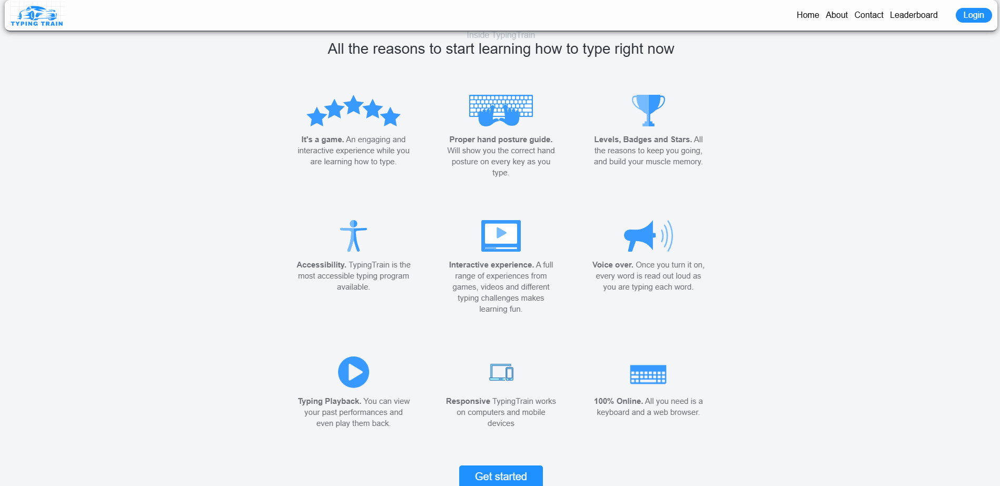 TYPING TRAIN
Home About Contact Leaderboard Login
Inside TypingTrain
All the reasons to start learning how to type right now
It's a game. An engaging and
interactive experience while you
are learning how to type.
Proper hand posture guide.
Will show you the correct hand
posture on every key as you
type.
Levels, Badges and Stars. All
the reasons to keep you going,
and build your muscle memory.
Accessibility. TypingTrain is the
most accessible typing program
available.
Interactive experience. A full
range of experiences from
games, videos and different
typing challenges makes
learning fun.
Voice over. Once you turn it on,
every word is read out loud as
you are typing each word.
Typing Playback. You can view
your past performances and
even play them back.
Responsive TypingTrain works
on computers and mobile
devices
100% Online. All you need is a
keyboard and a web browser.
Get started